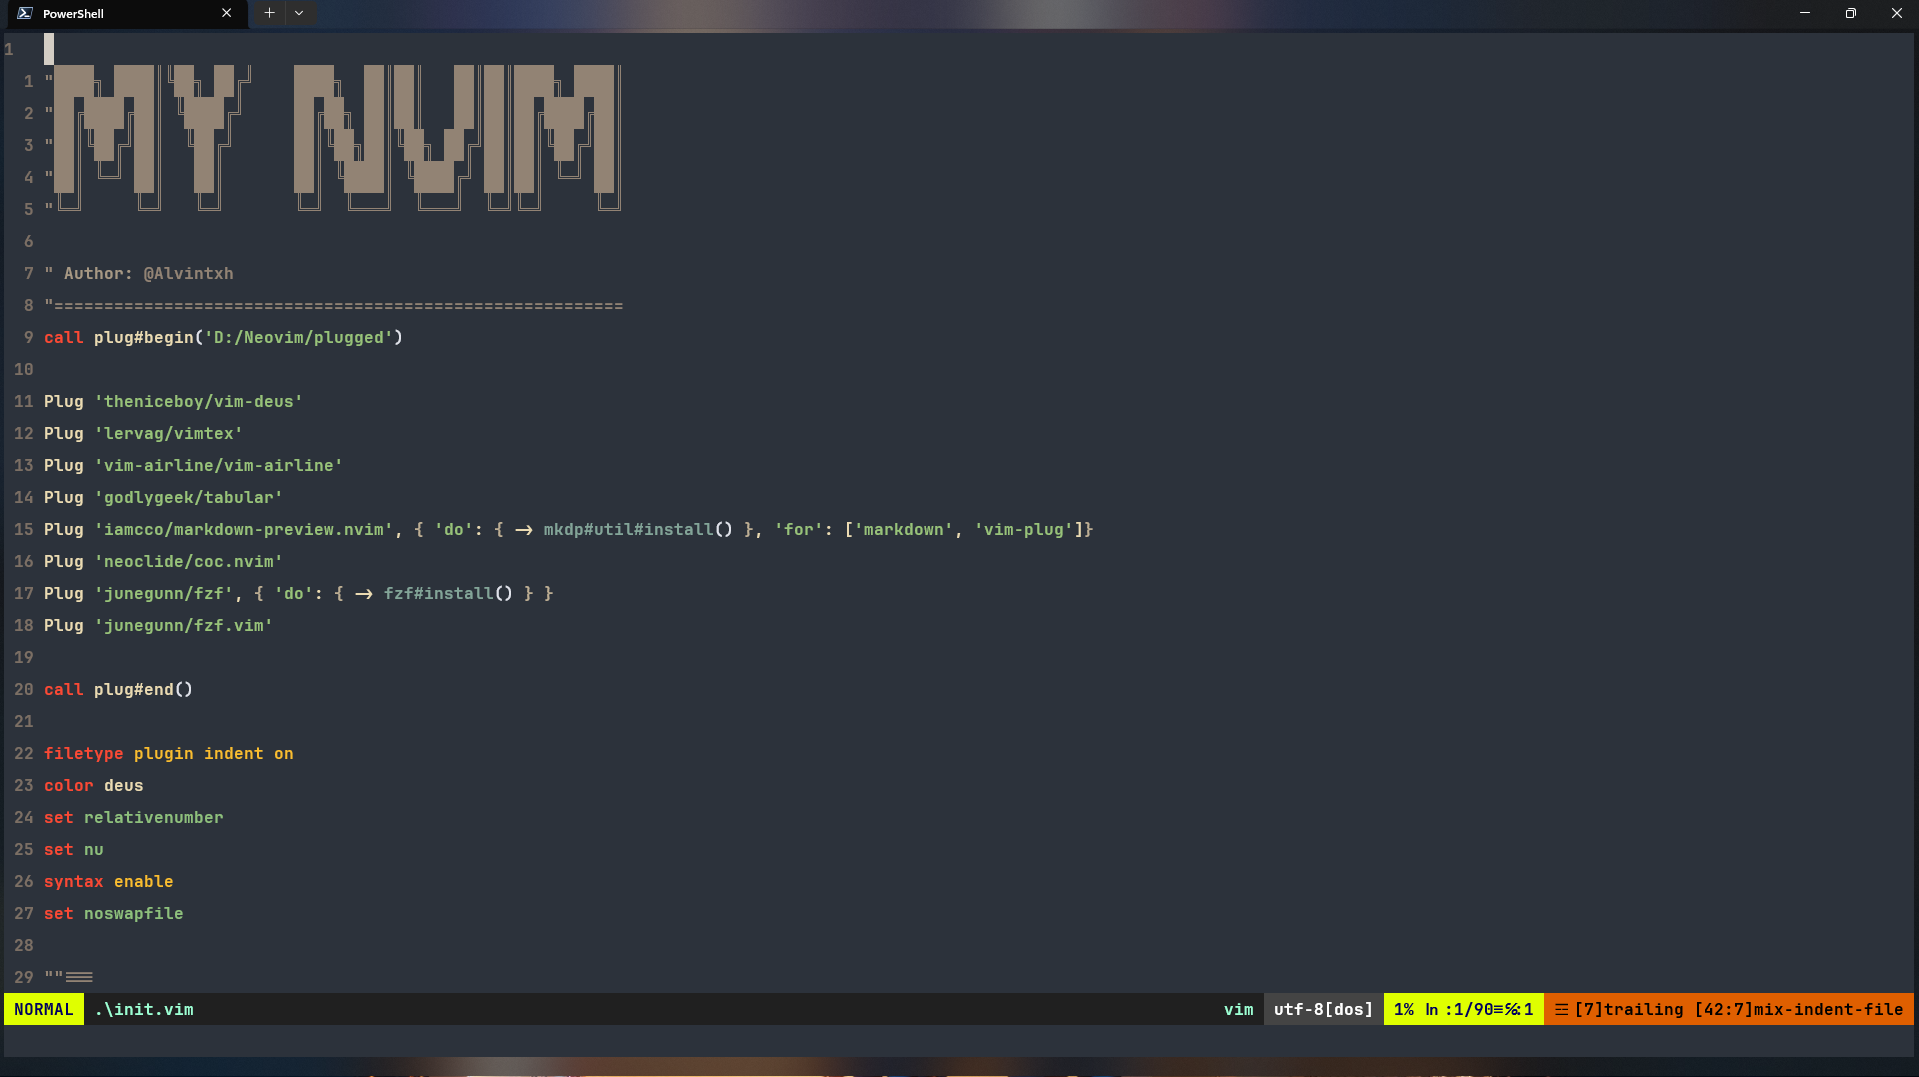 PowerShell
1
1 "
2 "
3 "
4 "
5 "
MY NVIM
6
7 " Author: @Alvintxh
8 "=========================================================
9 call plug#begin('D:/Neovim/plugged')
10
11 Plug 'theniceboy/vim-deus'
12 Plug 'lervag/vimtex'
13 Plug 'vim-airline/vim-airline'
14 Plug 'godlygeek/tabular'
15 Plug 'iamcco/markdown-preview.nvim', { 'do': { -> mkdp#util#install() }, 'for': ['markdown', 'vim-plug']}
16 Plug 'neoclide/coc.nvim'
17 Plug 'junegunn/fzf', { 'do': { -> fzf#install() } }
18 Plug 'junegunn/fzf.vim'
19
20 call plug#end()
21
22 filetype plugin indent on
23 color deus
24 set relativenumber
25 set nu
26 syntax enable
27 set noswapfile
28
29 ""===
NORMAL .\init.vim vim utf-8[dos] 1% ln :1/90≡℅:1 ☲ [7]trailing [42:7]mix-indent-file